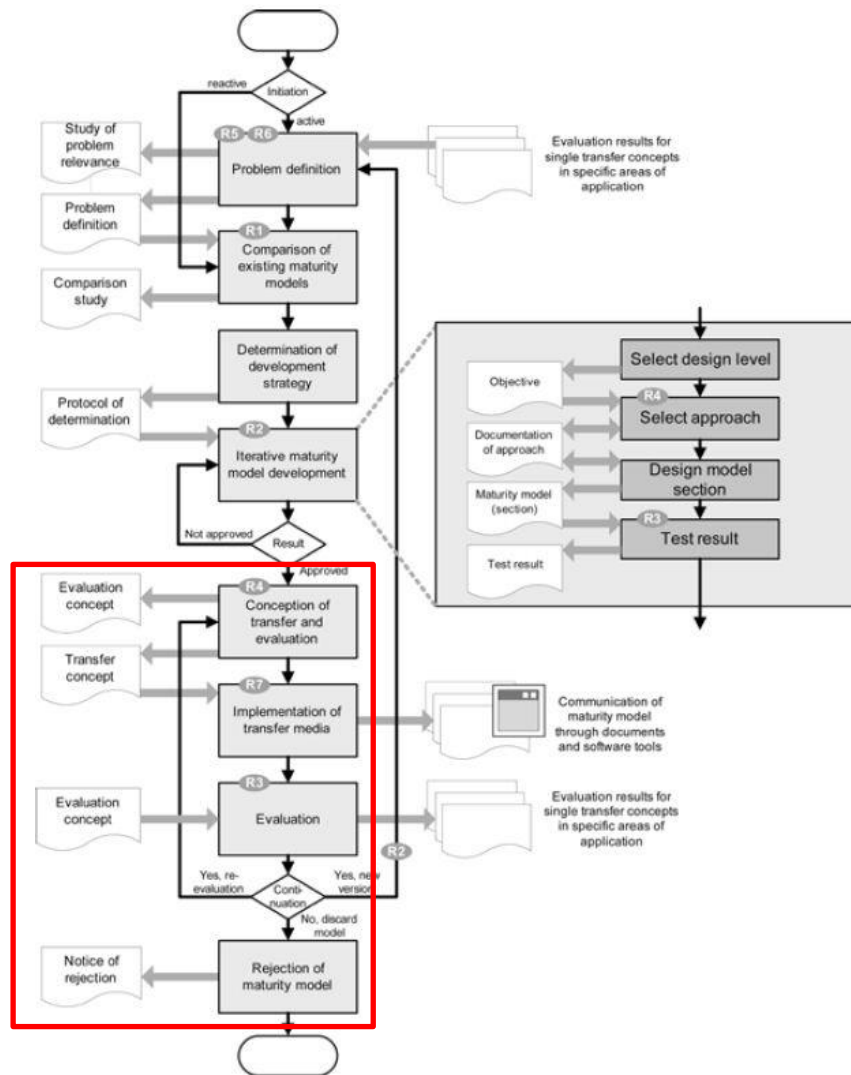 reactive
Initiation
active
Study of
problem
relevance
R5
R6
Problem definition
Evaluation results for
single transfer concepts
in specific areas of
application
Problem
definition
R1
Comparison of
existing maturity
models
Comparison
study
Determination of
development
strategy
Protocol of
determination
R2
Iterative maturity
model development
Not approved
Result
Approved
Select design level
Objective
R4
Select approach
Documentation
of approach
Design model
section
Maturity model
(section)
R3
Test result
Test result
Evaluation
concept
R4
Conception of
transfer and
evaluation
Transfer
concept
R7
Implementation of
transfer media
Communication of
maturity model
through documents
and software tools
R3
Evaluation
concept
Evaluation
Evaluation results for
single transfer concepts
in specific areas of
application
R2
Yes, re-
evaluation
Conti-
nuation
Yes, new
version
No, discard
model
Notice of
rejection
Rejection of
maturity model